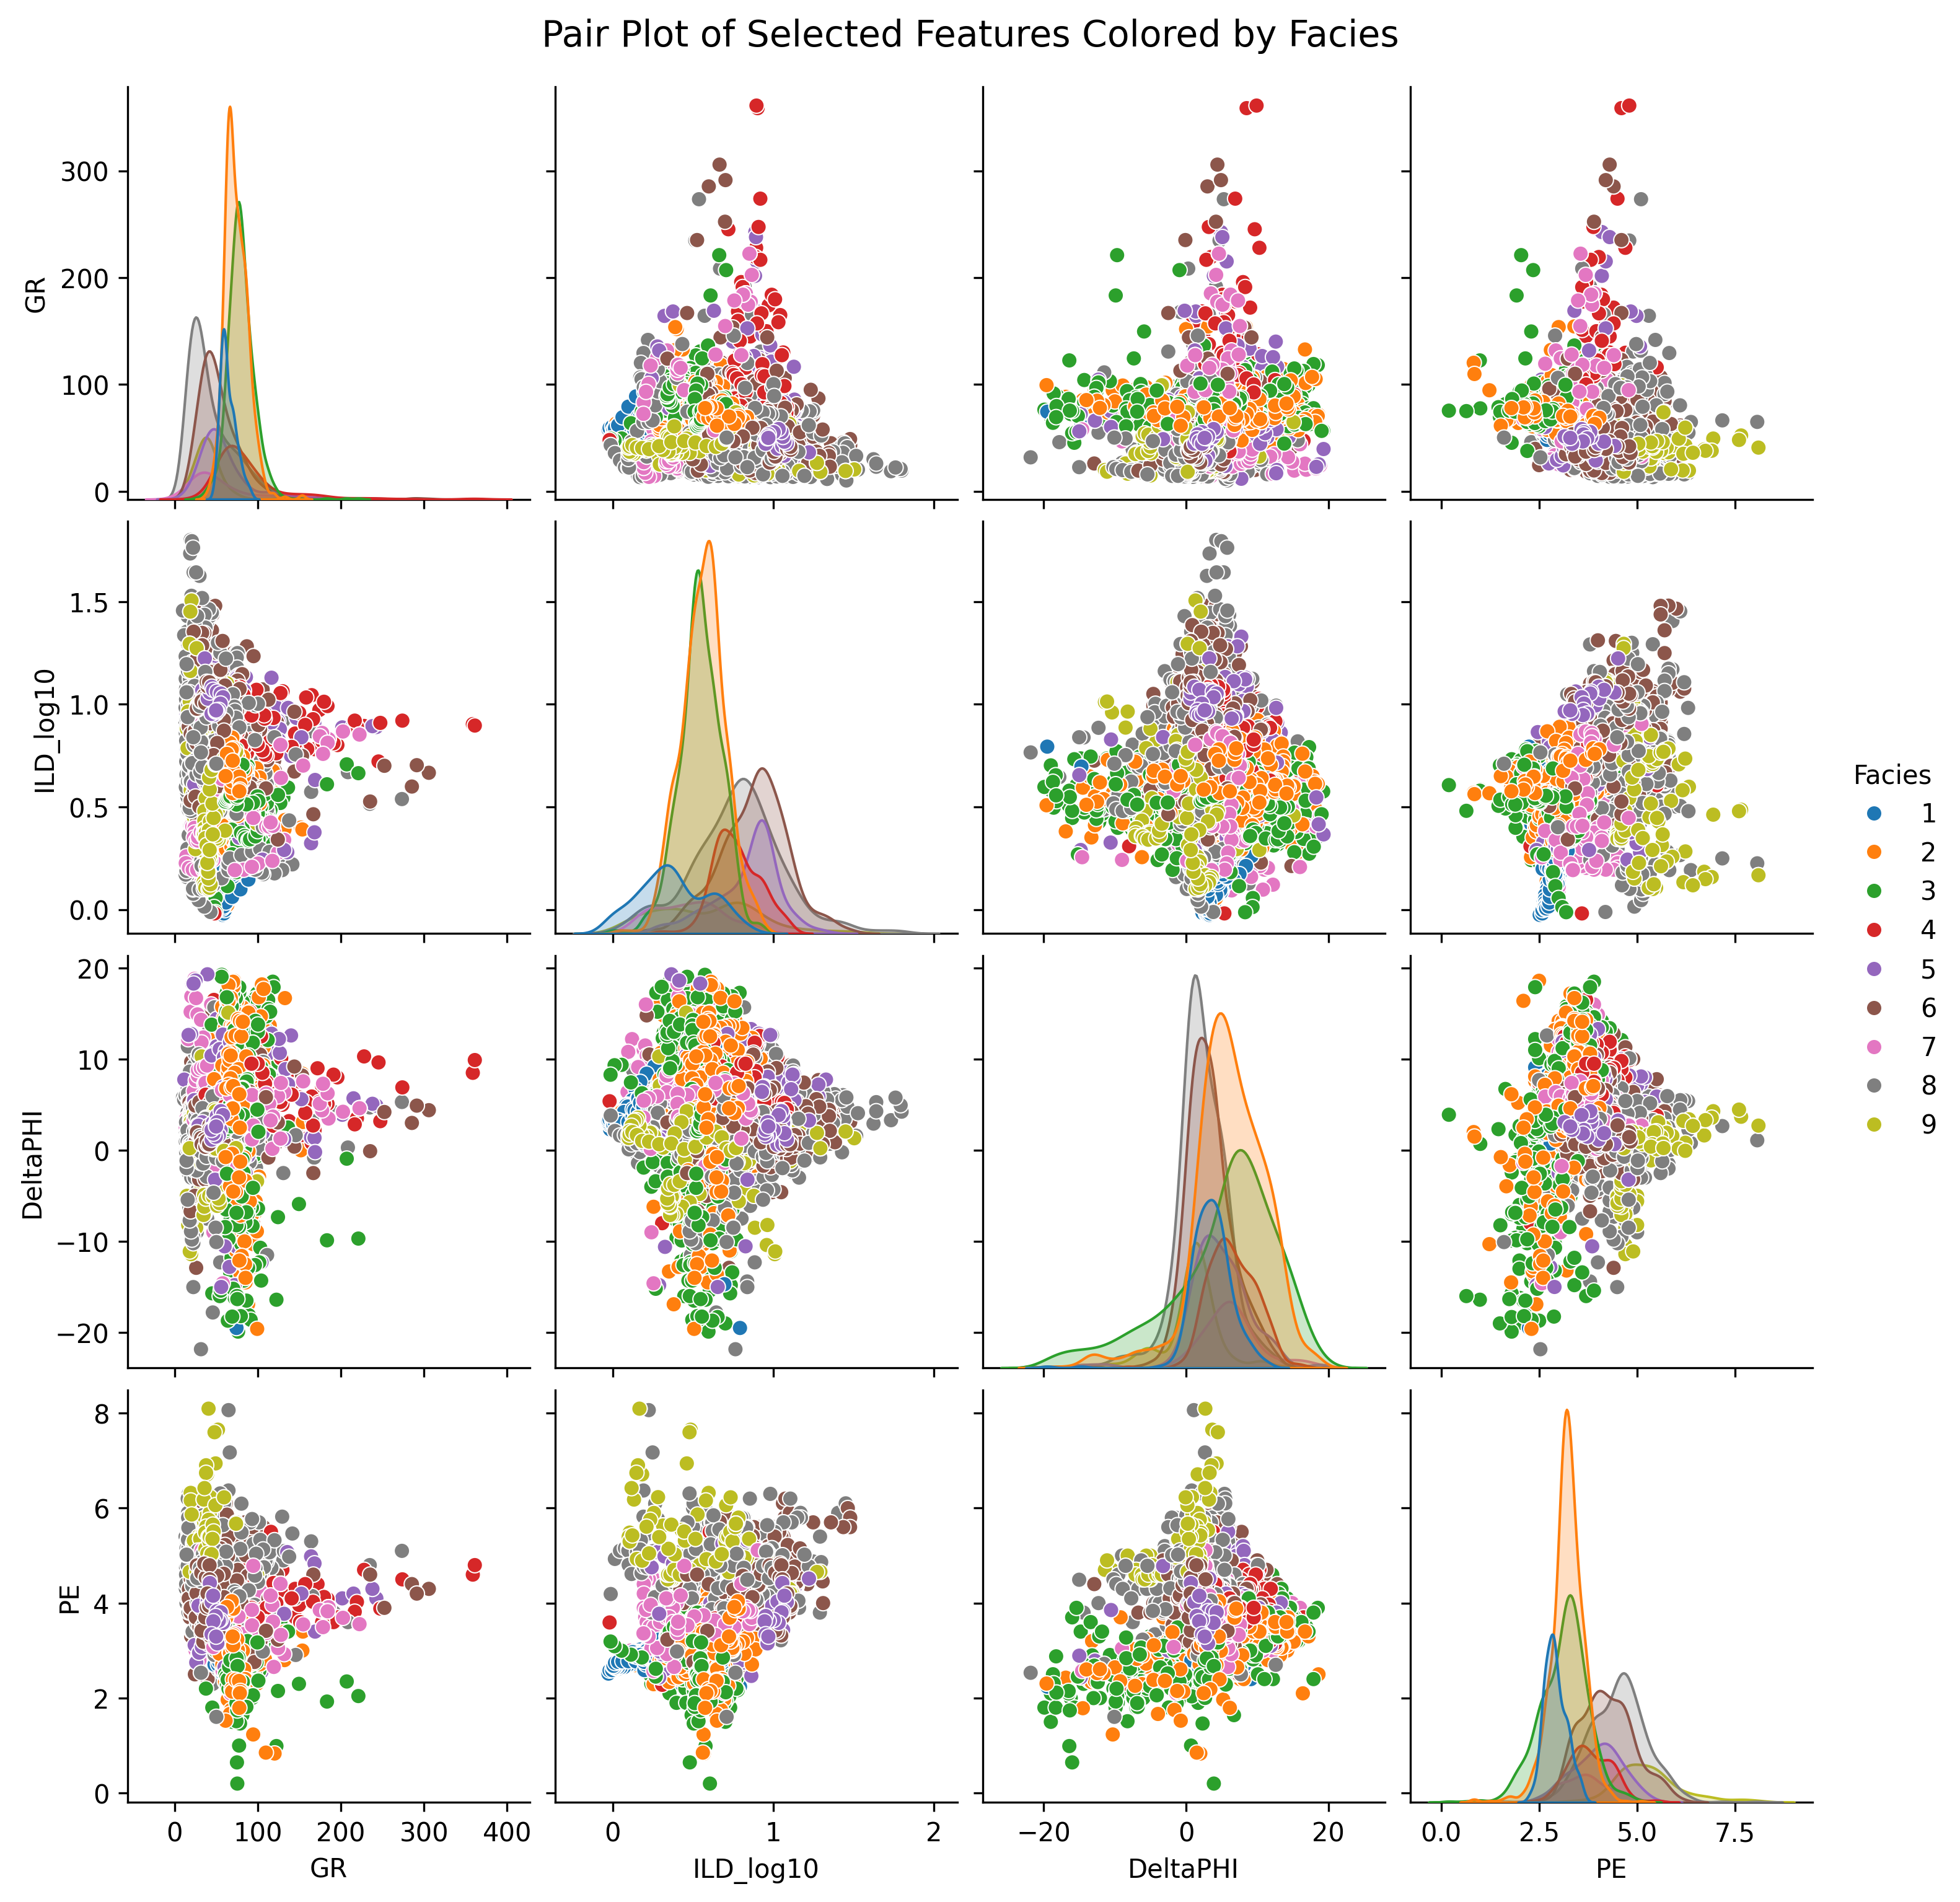 Pair Plot of Selected Features Colored by Facies
GR
300
200
100
0
ILD_log10
1.5
1.0
0.5
0.0
DeltaPHI
20
10
0
−10
−20
PE
8
6
4
2
0
0 100 200 300 400
GR
0 1 2
ILD_log10
−20 0 20
DeltaPHI
0.0 2.5 5.0 7.5
PE
Facies
1
2
3
4
5
6
7
8
9